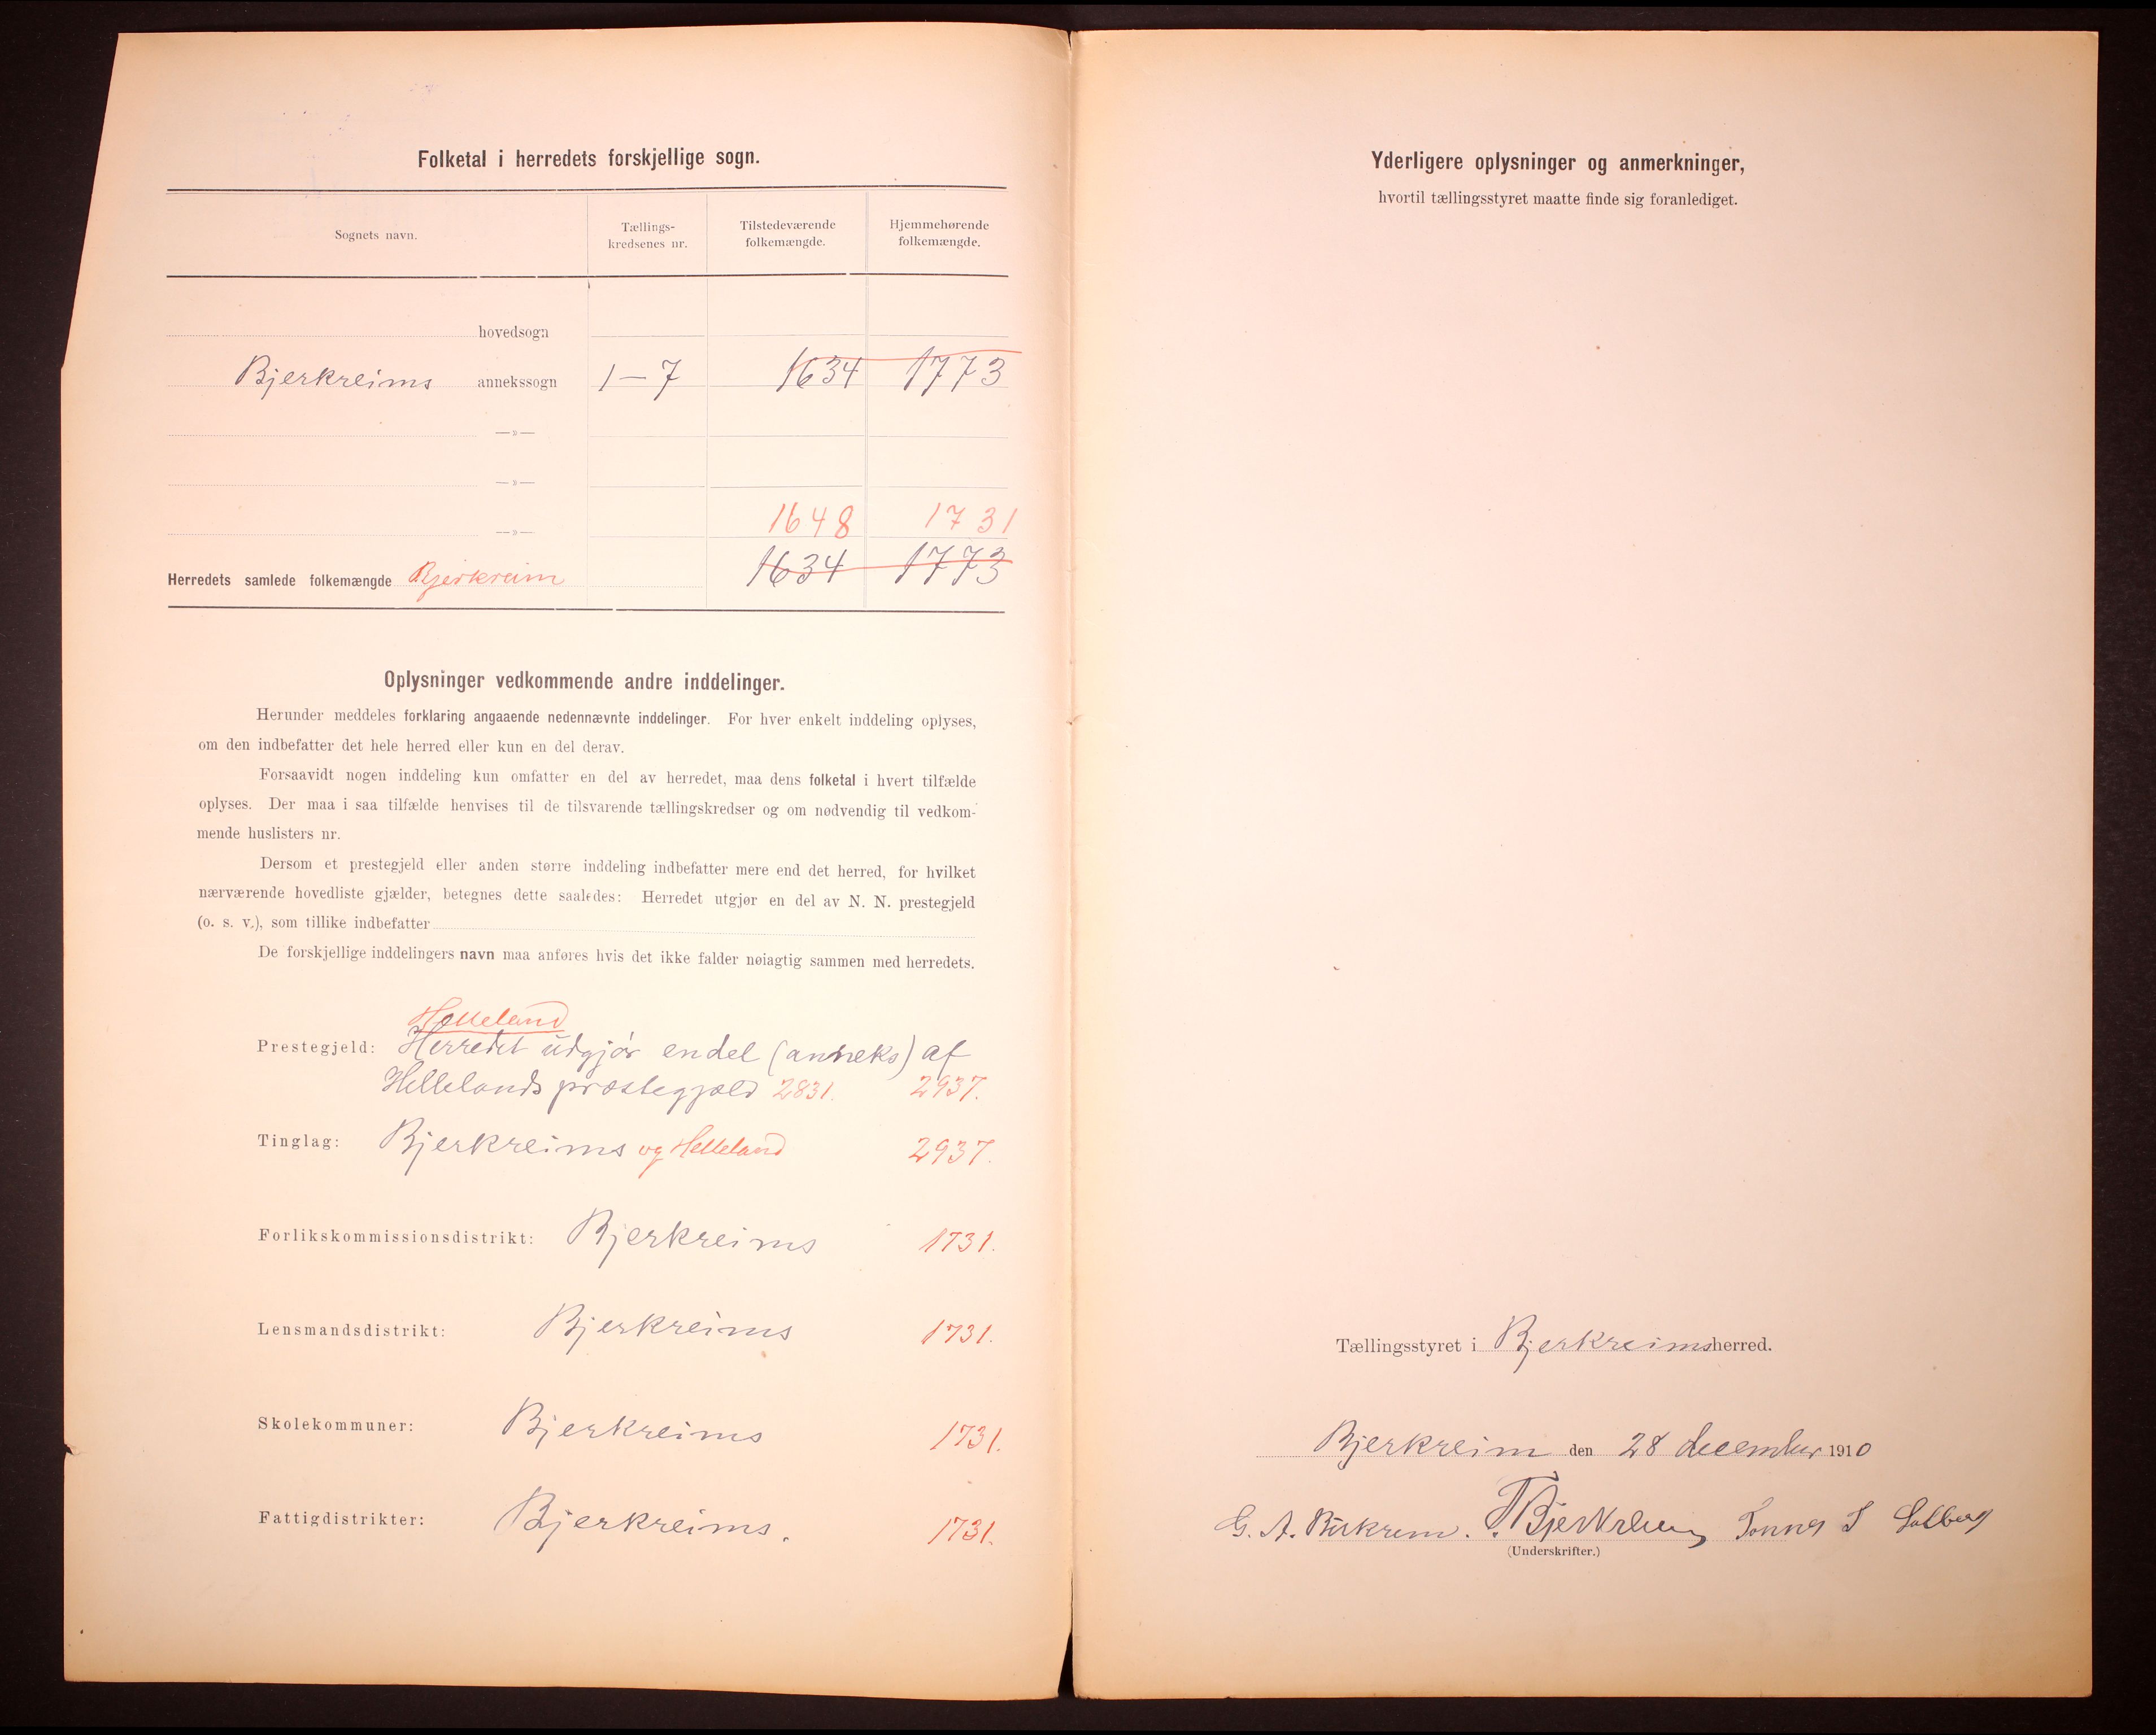 Folketal i herredets forskjellige sogn.
Sognets navn. Tællings-kredsenes nr. Tilstedeværende folkemængde. Hjemmehørende folkemængde.
hovedsogn
Bjerkreims annekssogn 1-7 1634 1773
—»—
—»—
1648 1731
—»—
Herredets samlede folkemængde Bjerkreim 1634 1773
Oplysninger vedkommende andre inddelinger.
Herunder meddeles forklaring angaaende nedennævnte inddelinger. For hver enkelt inddeling oplyses,
om den indbefatter det hele herred eller kun en del derav.
Forsaavidt nogen inddeling kun omfatter en del av herredet, maa dens folketal i hvert tilfælde
oplyses. Der maa i saa tilfælde henvises til de tilsvarende tællingskredser og om nødvendig til vedkom-
mende huslisters nr.
Dersom et prestegjeld eller anden større inddeling indbefatter mere end det herred, for hvilket
nærværende hovedliste gjælder, betegnes dette saaledes: Herredet utgjør en del av N. N. prestegjeld
(o. s. v.), som tillike indbefatter
De forskjellige inddelingers navn maa anføres hvis det ikke falder nøiagtig sammen med herredets.
Helleland
Prestegjeld: Herredet udgjør endel (anneks) af
Hellelands præstegjæld 2831. 2937.
Tinglag: Bjerkreims og Helleland 2937.
Forlikskommissionsdistrikt: Bjerkreims 1731.
Lensmandsdistrikt: Bjerkreims 1731.
Skolekommuner: Bjerkreims 1731.
Fattigdistrikter: Bjerkreims. 1731.
Yderligere oplysninger og anmerkninger,
hvortil tællingsstyret maatte finde sig foranlediget.
Tællingsstyret i Bjerkreimsherred.
Bjerkreim den 28 december 1910
G. A. Birkrem. T. Bjerkreim Tønnes S
(Underskrifter.)